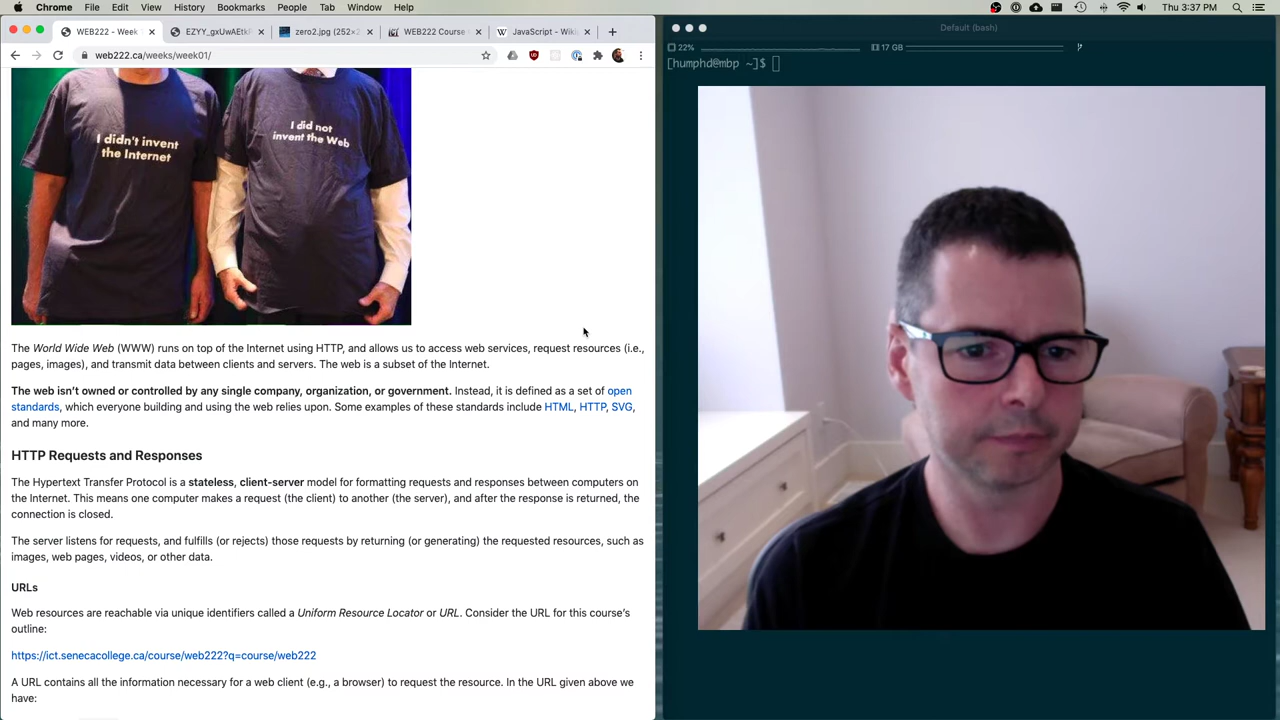 Chrome File Edit View History Bookmarks People Tab Window Help
Thu 3:37 PM
WEB222 - Week
EZYY_gxUwAEtk
zero2.jpg (252×2
WEB222 Course
JavaScript - Wiki
web222.ca/weeks/week01/
Default (bash)
22%
17 GB
[humphd@mbp ~]$
I didn't invent
the Internet
I did not
invent the Web
The World Wide Web (WWW) runs on top of the Internet using HTTP, and allows us to access web services, request resources (i.e.,
pages, images), and transmit data between clients and servers. The web is a subset of the Internet.
The web isn’t owned or controlled by any single company, organization, or government. Instead, it is defined as a set of open
standards, which everyone building and using the web relies upon. Some examples of these standards include HTML, HTTP, SVG,
and many more.
HTTP Requests and Responses
The Hypertext Transfer Protocol is a stateless, client-server model for formatting requests and responses between computers on
the Internet. This means one computer makes a request (the client) to another (the server), and after the response is returned, the
connection is closed.
The server listens for requests, and fulfills (or rejects) those requests by returning (or generating) the requested resources, such as
images, web pages, videos, or other data.
URLs
Web resources are reachable via unique identifiers called a Uniform Resource Locator or URL. Consider the URL for this course’s
outline:
https://ict.senecacollege.ca/course/web222?q=course/web222
A URL contains all the information necessary for a web client (e.g., a browser) to request the resource. In the URL given above we
have: